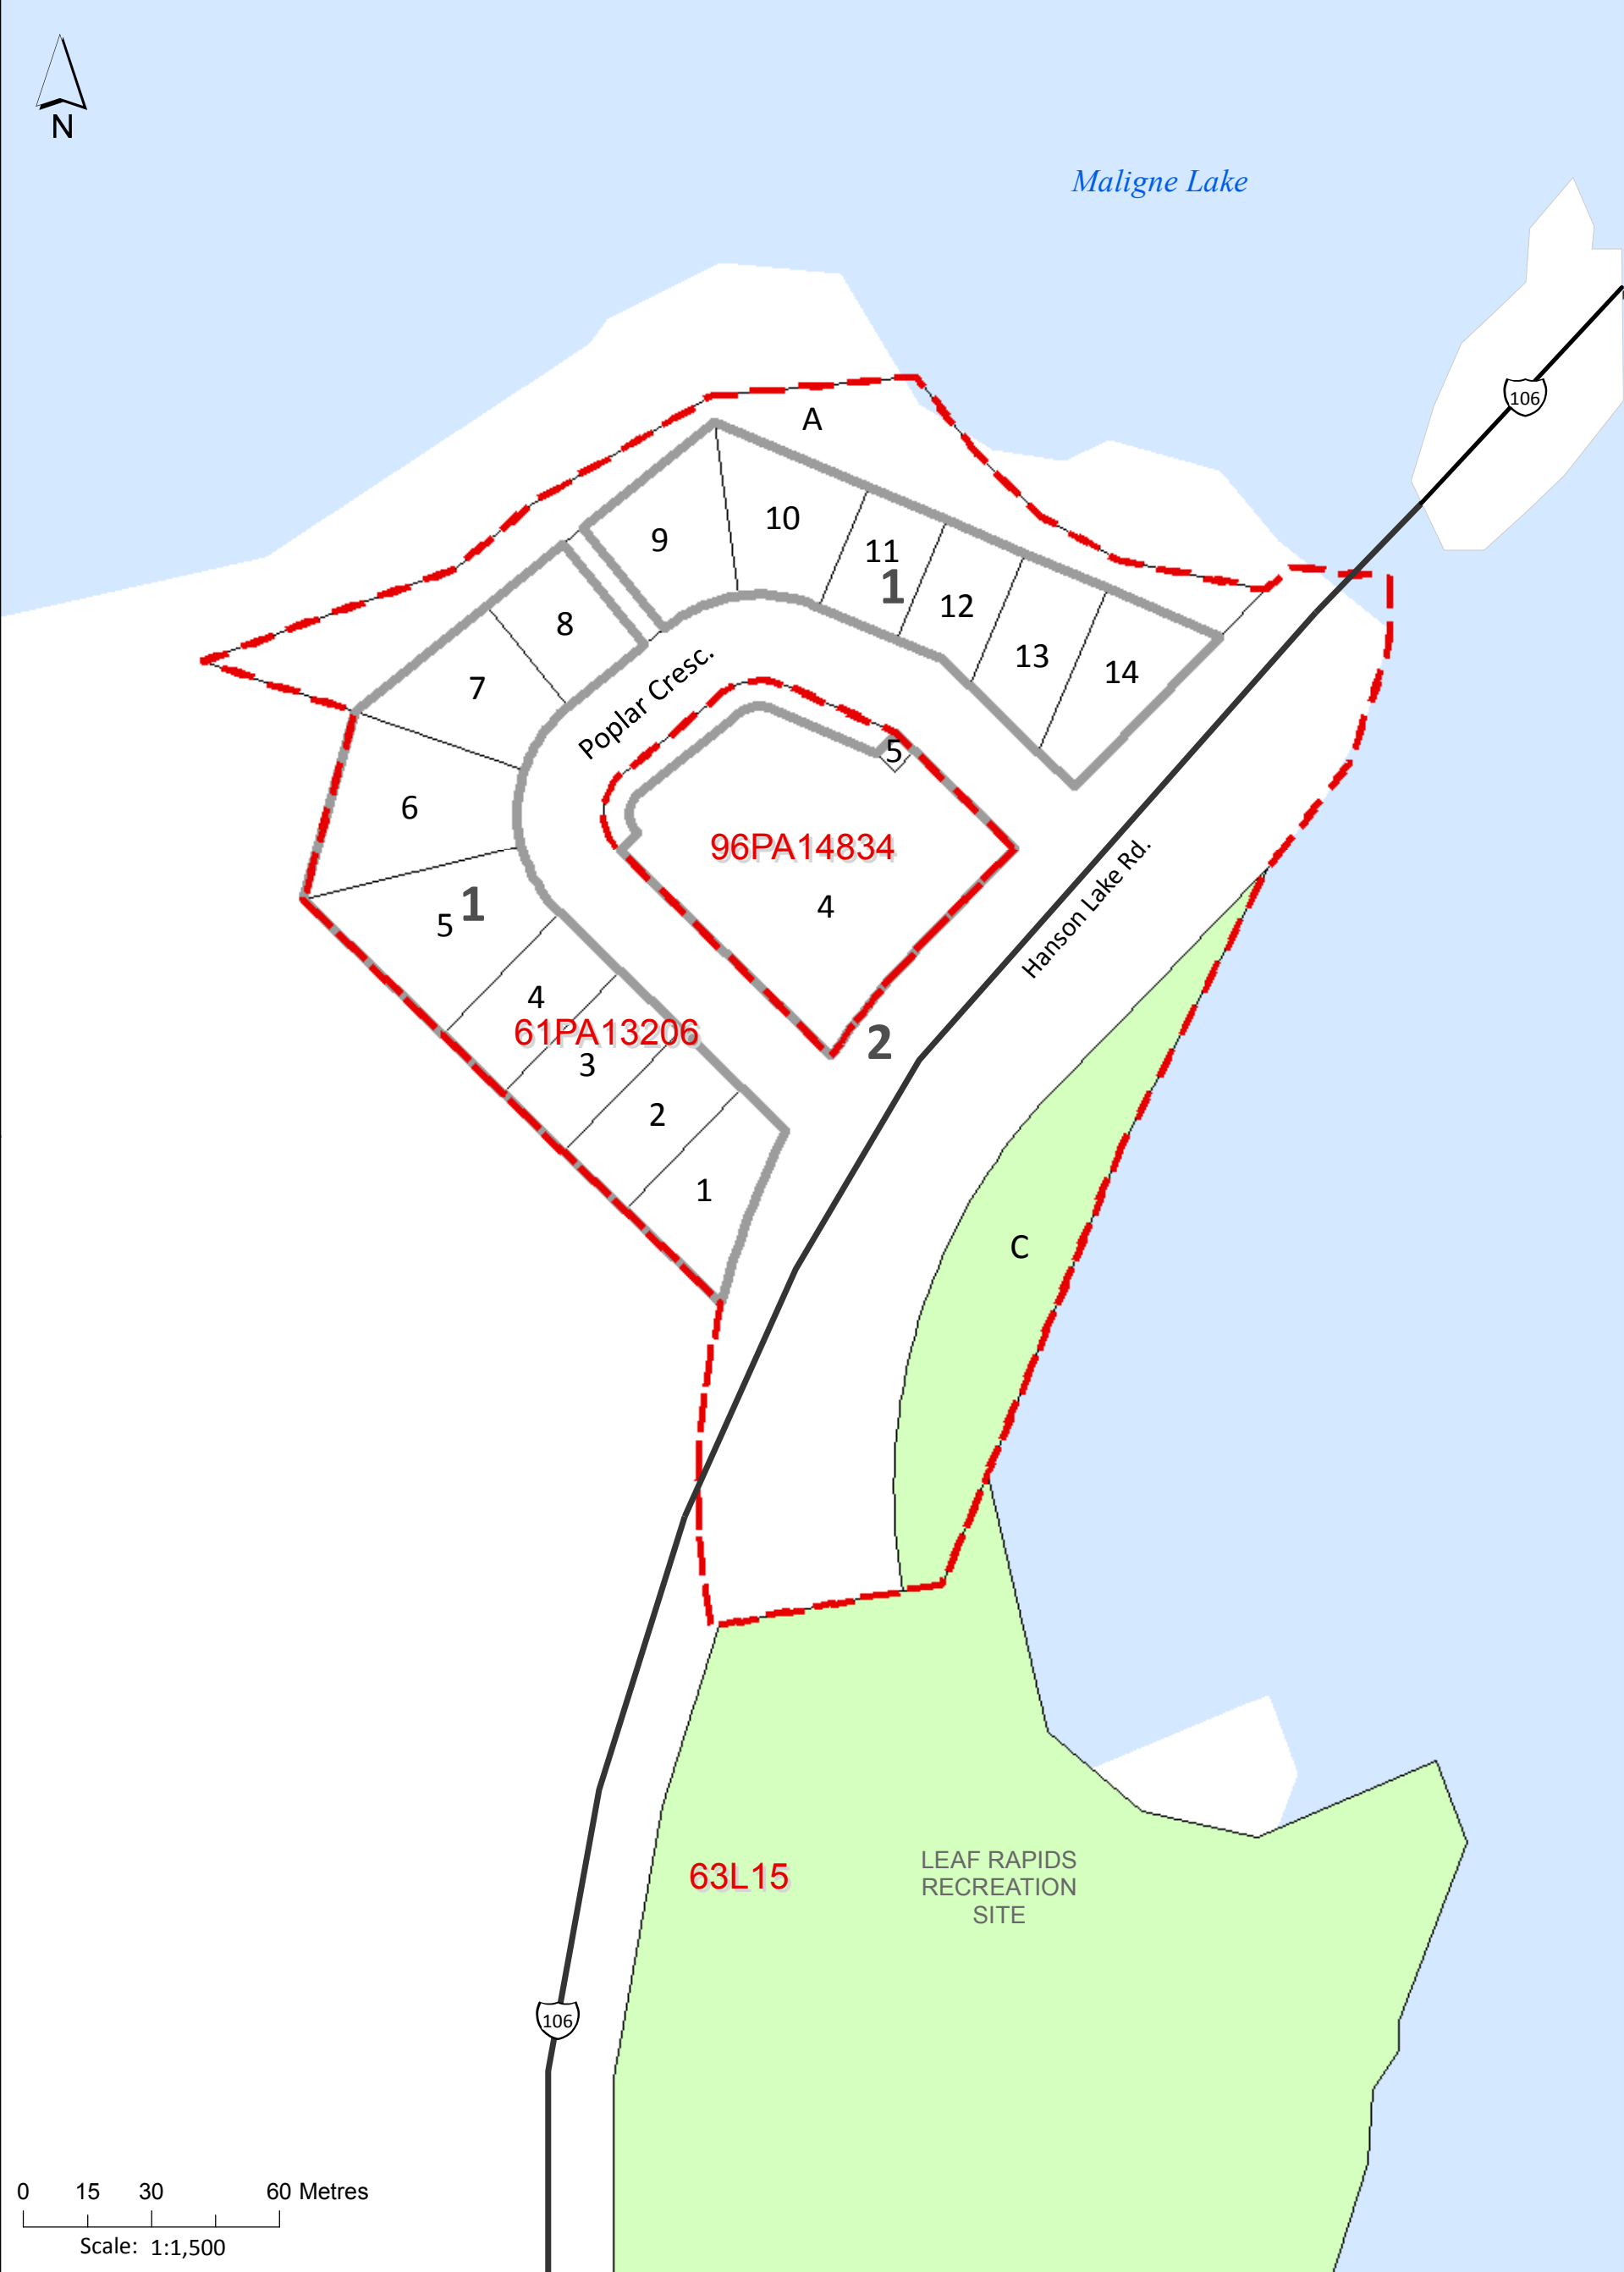 N
Maligne Lake
106
A
9
10
11
1
12
13
14
8
7
Poplar Cresc.
5
6
96PA14834
4
Hanson Lake Rd.
5
1
4
61PA13206
2
3
2
1
C
63L15
LEAF RAPIDS
RECREATION
SITE
106
0 15 30 60 Metres
Scale: 1:1,500